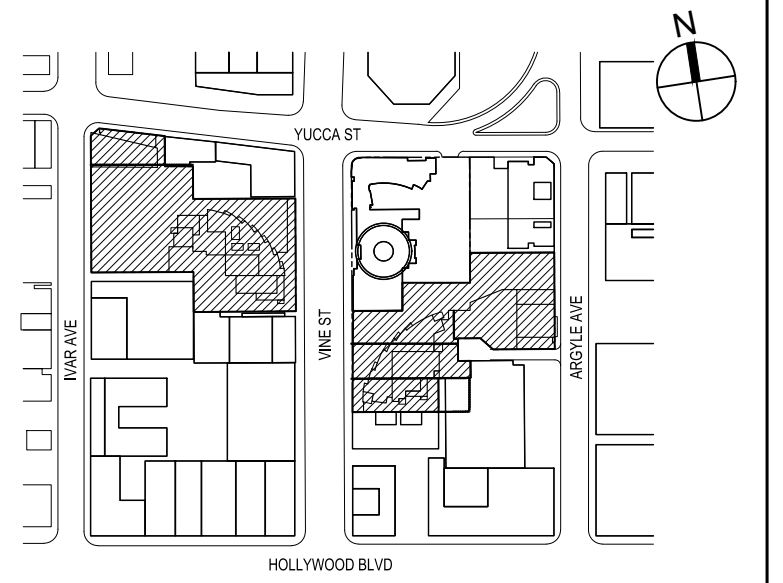 N
YUCCA ST
IVAR AVE
VINE ST
ARGYLE AVE
HOLLYWOOD BLVD